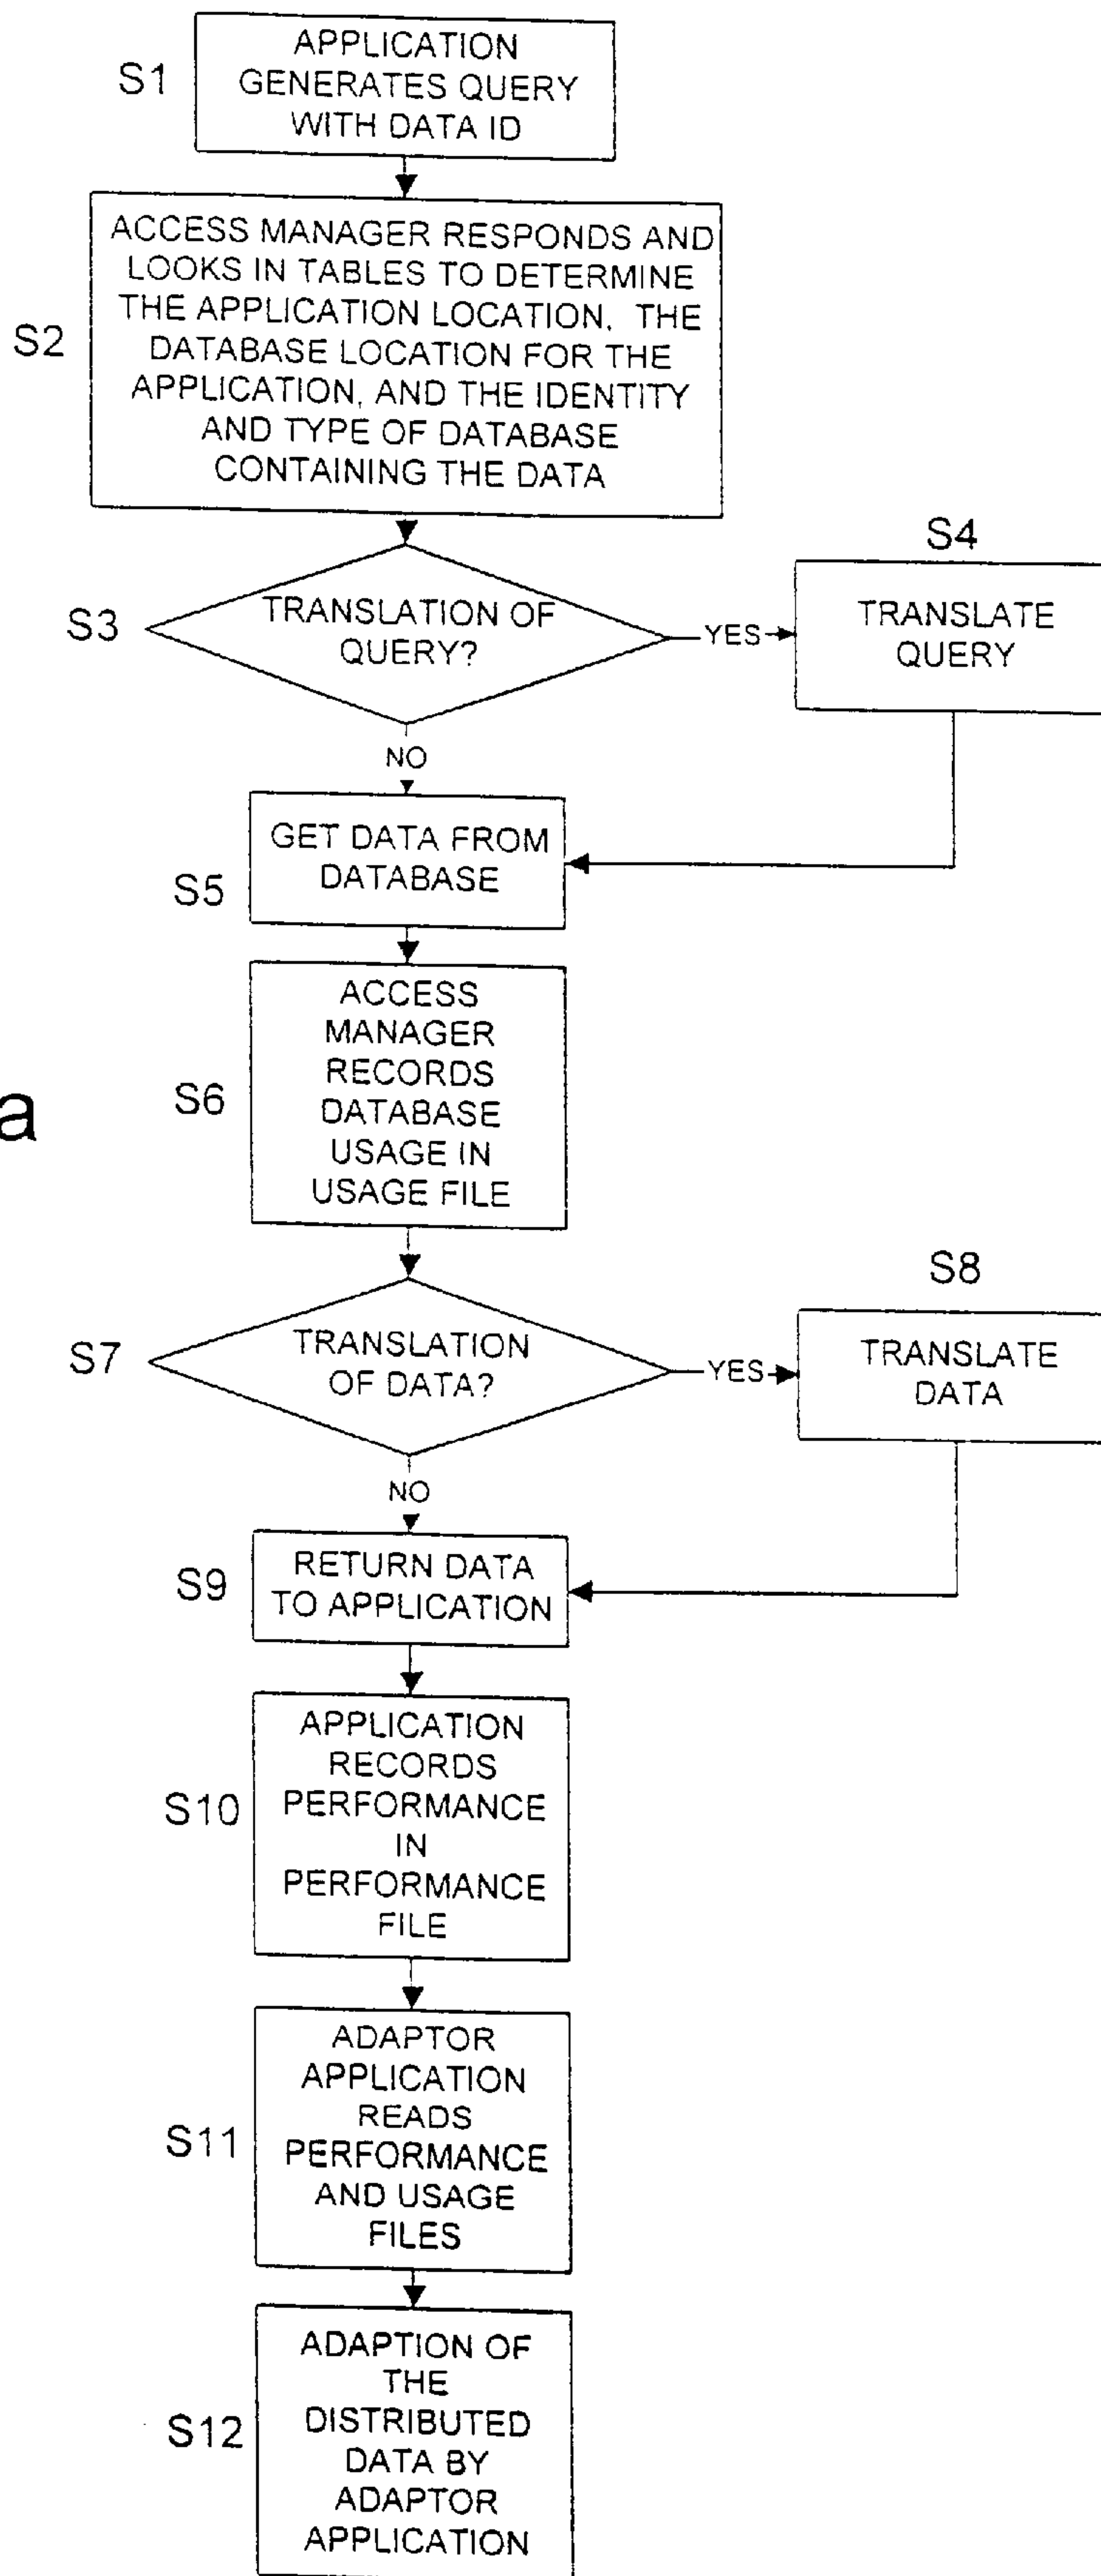 S1
APPLICATION
GENERATES QUERY
WITH DATA ID
S2
ACCESS MANAGER RESPONDS AND
LOOKS IN TABLES TO DETERMINE
THE APPLICATION LOCATION, THE
DATABASE LOCATION FOR THE
APPLICATION, AND THE IDENTITY
AND TYPE OF DATABASE
CONTAINING THE DATA
S3
TRANSLATION OF
QUERY?
YES
S4
TRANSLATE
QUERY
NO
S5
GET DATA FROM
DATABASE
a
S6
ACCESS
MANAGER
RECORDS
DATABASE
USAGE IN
USAGE FILE
S7
TRANSLATION
OF DATA?
YES
S8
TRANSLATE
DATA
NO
S9
RETURN DATA
TO APPLICATION
S10
APPLICATION
RECORDS
PERFORMANCE
IN
PERFORMANCE
FILE
S11
ADAPTOR
APPLICATION
READS
PERFORMANCE
AND USAGE
FILES
S12
ADAPTION OF
THE
DISTRIBUTED
DATA BY
ADAPTOR
APPLICATION